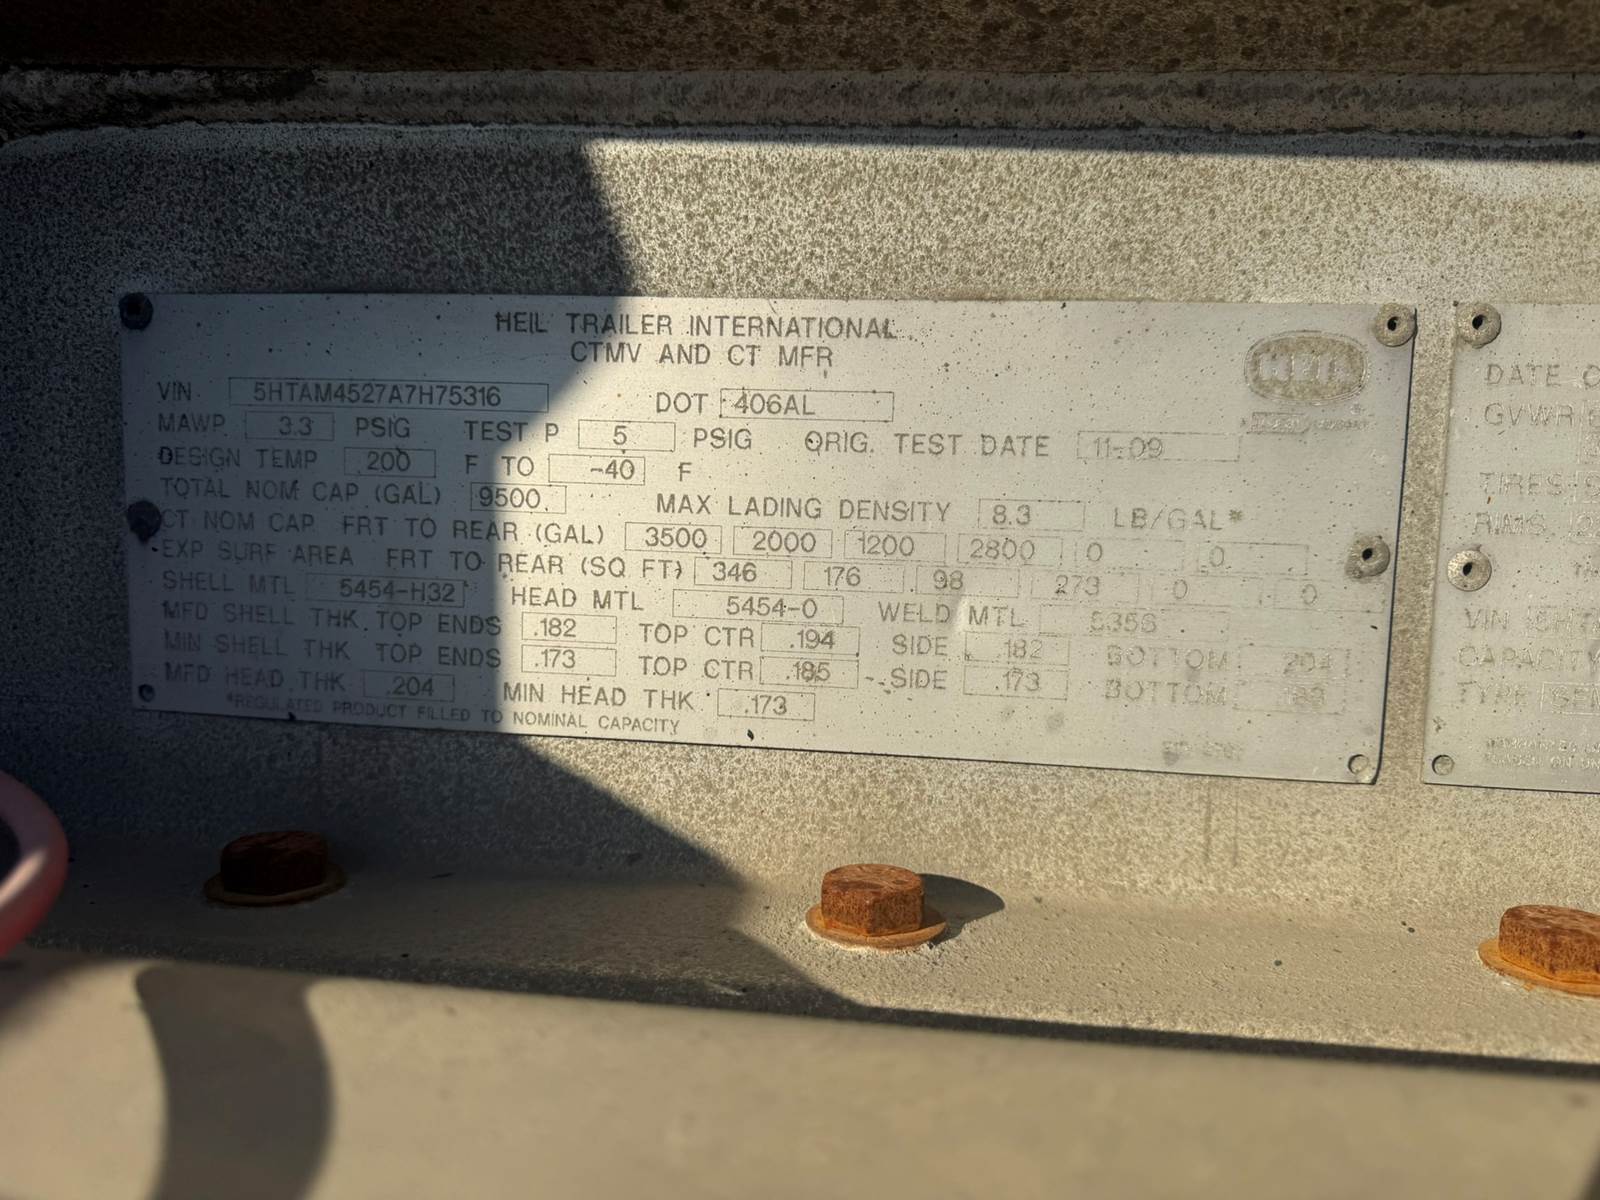 HEIL TRAILER INTERNATIONAL
CTMV AND CT MFR
HEIL
VIN 5HTAM4527A7H75316 DOT 406AL
MAWP 3.3 PSIG TEST P 5 PSIG ORIG. TEST DATE 11-09
DESIGN TEMP 200 F TO -40 F
TOTAL NOM CAP (GAL) 9500 MAX LADING DENSITY 8.3 LB/GAL*
CT NOM CAP FRT TO REAR (GAL) 3500 2000 1200 2800 0 0
EXP SURF AREA FRT TO REAR (SQ FT) 346 176 98 273 0 0
SHELL MTL 5454-H32 HEAD MTL 5454-0 WELD MTL
MFD SHELL THK TOP ENDS .182 TOP CTR .194 SIDE .182 BOTTOM .204
MIN SHELL THK TOP ENDS .173 TOP CTR .185 SIDE .173 BOTTOM
MFD HEAD THK .204 MIN HEAD THK .173
*REGULATED PRODUCT FILLED TO NOMINAL CAPACITY
DATE
GVWR
TIRES
RIMS
VIN
CAPACITY
TYPE